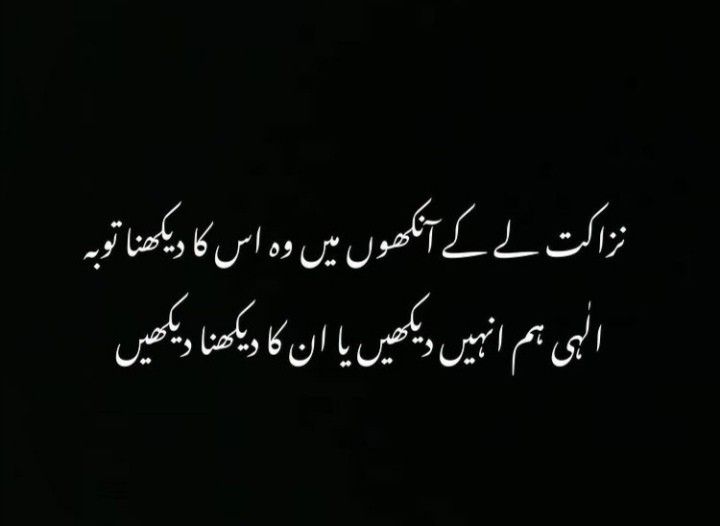 نزاکت لے کے آنکھوں میں وہ اس کا دیکھنا توبہ
الٰہی ہم انہیں دیکھیں یا ان کا دیکھنا دیکھیں